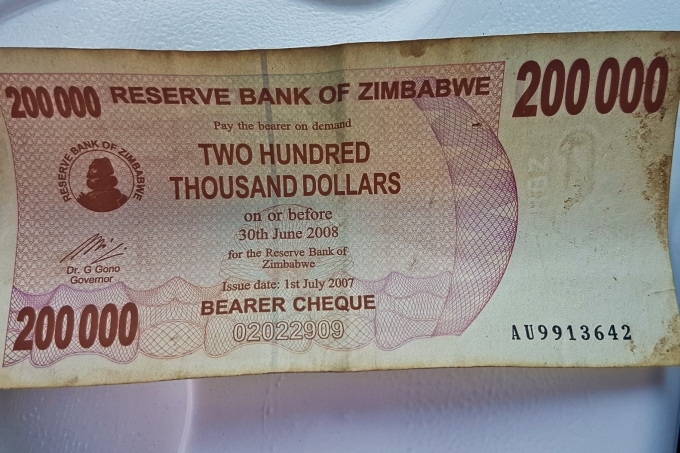 200 000 RESERVE BANK OF ZIMBABWE 200 000
Pay the bearer on demand
RESERVE BANK OF ZIMBABWE
TWO HUNDRED
THOUSAND DOLLARS
on or before
30th June 2008
for the Reserve Bank of
Zimbabwe
Dr. G Gono
Governor
Issue date: 1st July 2007
BEARER CHEQUE
200 000
02022909
AU9913642